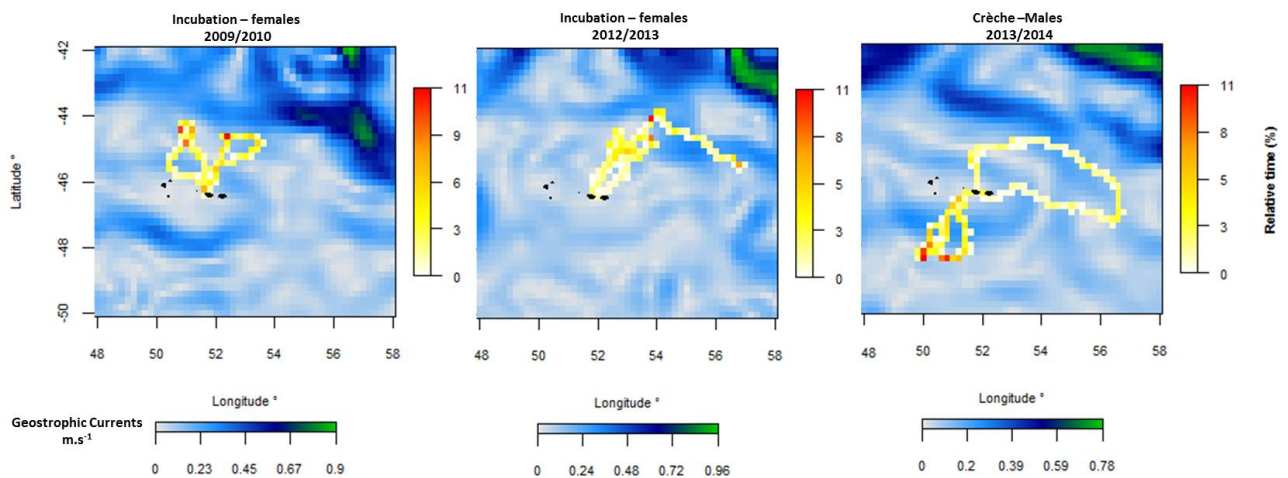 Incubation – females
2009/2010
Incubation – females
2012/2013
Crèche –Males
2013/2014
Latitude °
-42
-44
-46
-48
-50
48 50 52 54 56 58
48 50 52 54 56 58
48 50 52 54 56 58
11
9
6
3
0
11
8
5
3
0
11
8
5
3
0
Relative time (%)
Longitude °
Longitude °
Longitude °
Geostrophic Currents
m.s-1
0 0.23 0.45 0.67 0.9
0 0.24 0.48 0.72 0.96
0 0.2 0.39 0.59 0.78